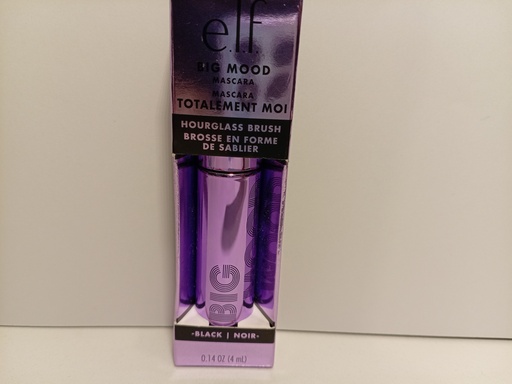 e.l.f.
BIG MOOD
MASCARA
MASCARA
TOTALEMENT MOI
HOURGLASS BRUSH
BROSSE EN FORME
DE SABLIER
BIG
-BLACK | NOIR-
0.14 OZ (4 mL)